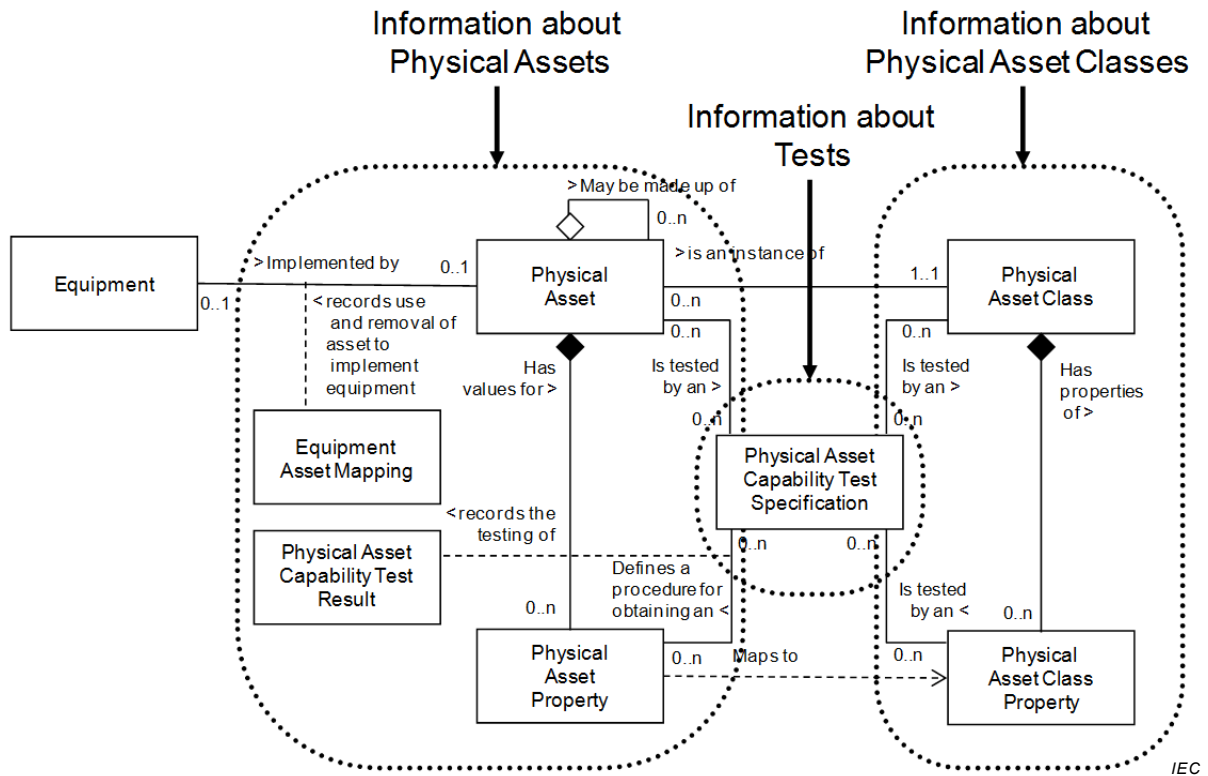 Information about
Physical Assets
Information about
Physical Asset Classes
Information about
Tests
>May be made up of
0..n
Equipment
>Implemented by
0..1
0..1
Physical
Asset
>is an instance of
0..n
1..1
Physical
Asset Class
<records use
and removal of
asset to
implement
equipment
0..n
0..n
Has
values for >
Is tested
by an >
Is tested
by an >
Has
properties
of >
0..n
0..n
Equipment
Asset Mapping
Physical Asset
Capability Test
Specification
<records the
testing of
0..n
0..n
Physical Asset
Capability Test
Result
Defines a
procedure for
obtaining an <
Is tested
by an <
0..n
0..n
Physical
Asset
Property
0..n
Maps to
0..n
Physical
Asset Class
Property
IEC